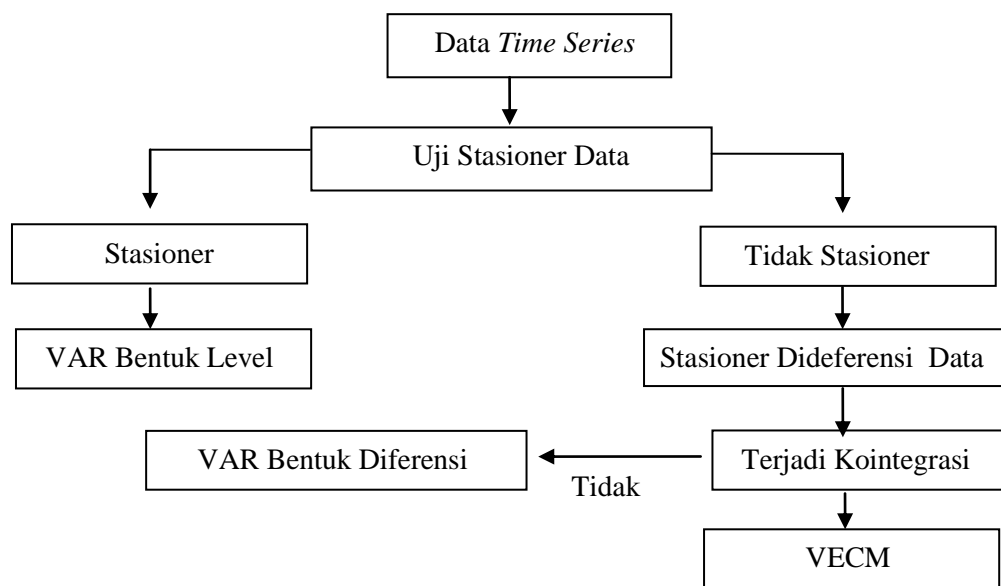 Data Time Series
Uji Stasioner Data
Stasioner
Tidak Stasioner
VAR Bentuk Level
Stasioner Dideferensi Data
VAR Bentuk Diferensi
Terjadi Kointegrasi
Tidak
VECM